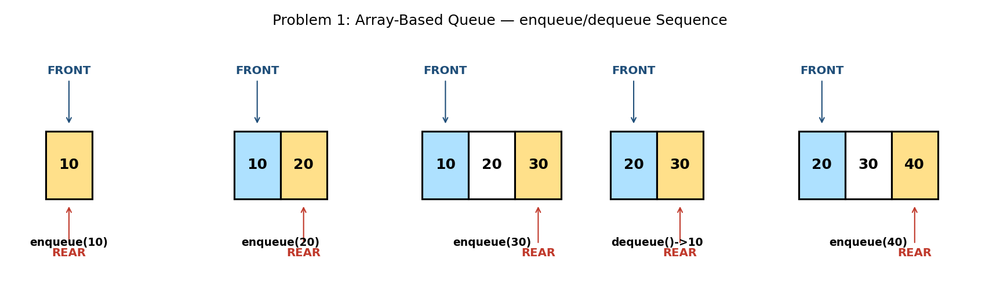 Problem 1: Array-Based Queue — enqueue/dequeue Sequence
FRONT
FRONT
FRONT
FRONT
FRONT
10
10 20
10 20 30
20 30
20 30 40
enqueue(10)
enqueue(20)
enqueue(30)
dequeue()->10
enqueue(40)
REAR
REAR
REAR
REAR
REAR